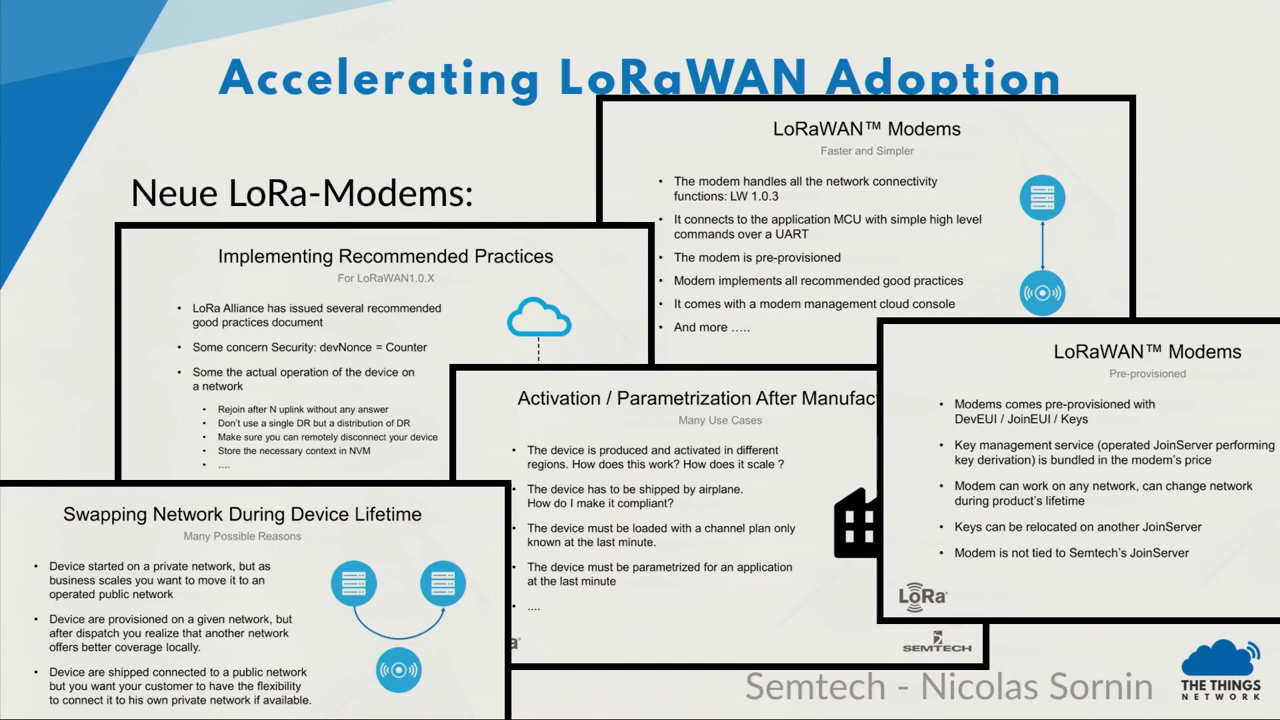 Accelerating LoRaWAN Adoption
Neue LoRa-Modems:
LoRaWAN™ Modems
Faster and Simpler
• The modem handles all the network connectivity
functions: LW 1.0.3
• It connects to the application MCU with simple high level
commands over a UART
• The modem is pre-provisioned
• Modem implements all recommended good practices
• It comes with a modem management cloud console
• And more …..
Implementing Recommended Practices
For LoRaWAN1.0.X
• LoRa Alliance has issued several recommended
good practices document
• Some concern Security: devNonce = Counter
• Some the actual operation of the device on
a network
• Rejoin after N uplink without any answer
• Don't use a single DR but a distribution of DR
• Make sure you can remotely disconnect your device
• Store the necessary context in NVM
• ....
LoRaWAN™ Modems
Pre-provisioned
• Modems comes pre-provisioned with
DevEUI / JoinEUI / Keys
• Key management service (operated JoinServer performing
key derivation) is bundled in the modem's price
• Modem can work on any network, can change network
during product's lifetime
• Keys can be relocated on another JoinServer
• Modem is not tied to Semtech's JoinServer
LoRa®
Activation / Parametrization After Manufac
Many Use Cases
• The device is produced and activated in different
regions. How does this work? How does it scale ?
• The device has to be shipped by airplane.
How do I make it compliant?
• The device must be loaded with a channel plan only
known at the last minute.
• The device must be parametrized for an application
at the last minute
• ....
a®
SEMTECH
Swapping Network During Device Lifetime
Many Possible Reasons
• Device started on a private network, but as
business scales you want to move it to an
operated public network
• Device are provisioned on a given network, but
after dispatch you realize that another network
offers better coverage locally.
• Device are shipped connected to a public network
but you want your customer to have the flexibility
to connect it to his own private network if available.
Semtech - Nicolas Sornin
THE THINGS
NETWORK